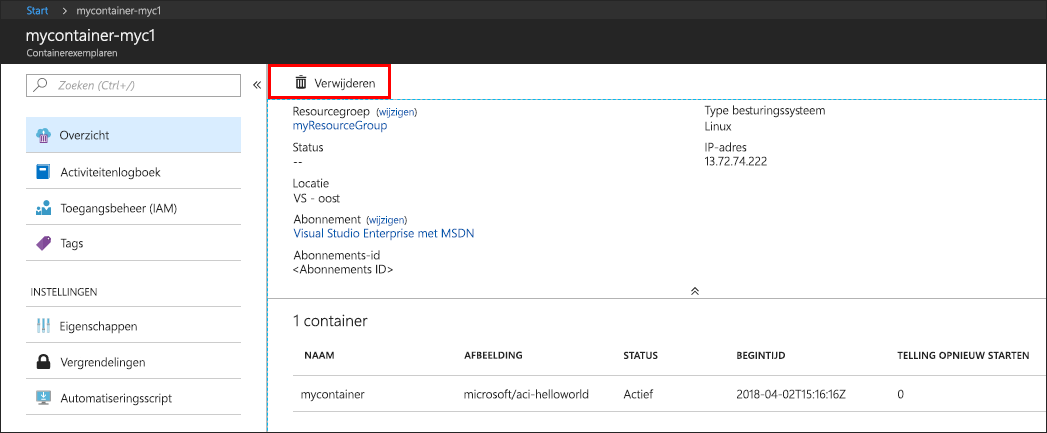 Start > mycontainer-myc1
mycontainer-myc1
Containerexemplaren
Zoeken (Ctrl+/)
«
Overzicht
Activiteitenlogboek
Toegangsbeheer (IAM)
Tags
INSTELLINGEN
Eigenschappen
Vergrendelingen
Automatiseringsscript
Verwijderen
Resourcegroep (wijzigen)
myResourceGroup
Status
--
Locatie
VS - oost
Abonnement (wijzigen)
Visual Studio Enterprise met MSDN
Abonnements-id
<Abonnements ID>
Type besturingssysteem
Linux
IP-adres
13.72.74.222
1 container
NAAM AFBEELDING STATUS BEGINTIJD TELLING OPNIEUW STARTEN
mycontainer microsoft/aci-helloworld Actief 2018-04-02T15:16:16Z 0